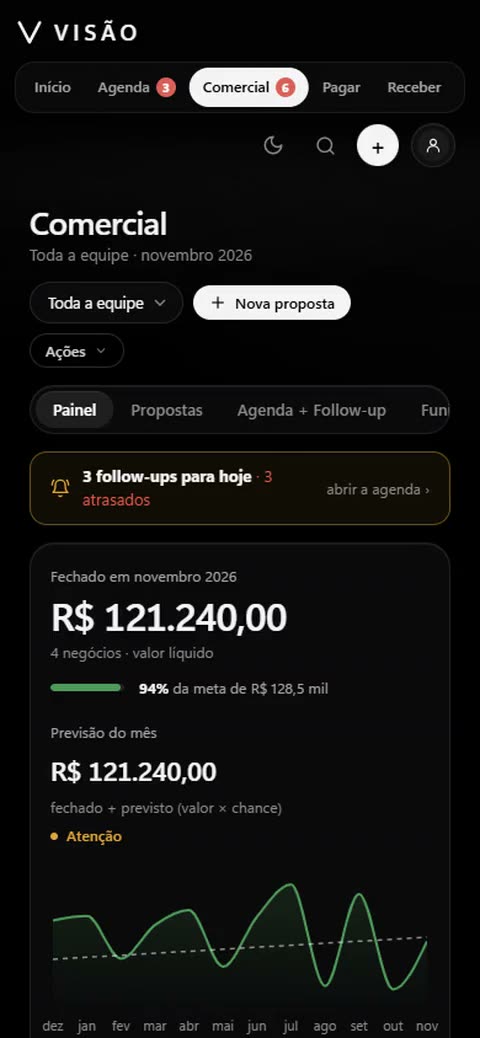 VISÃO
Início Agenda 3 Comercial 6 Pagar Receber
+
Comercial
Toda a equipe · novembro 2026
Toda a equipe + Nova proposta
Ações
Painel Propostas Agenda + Follow-up Fun
3 follow-ups para hoje · 3
atrasados
abrir a agenda ›
Fechado em novembro 2026
R$ 121.240,00
4 negócios · valor líquido
94% da meta de R$ 128,5 mil
Previsão do mês
R$ 121.240,00
fechado + previsto (valor × chance)
Atenção
dez jan fev mar abr mai jun jul ago set out nov